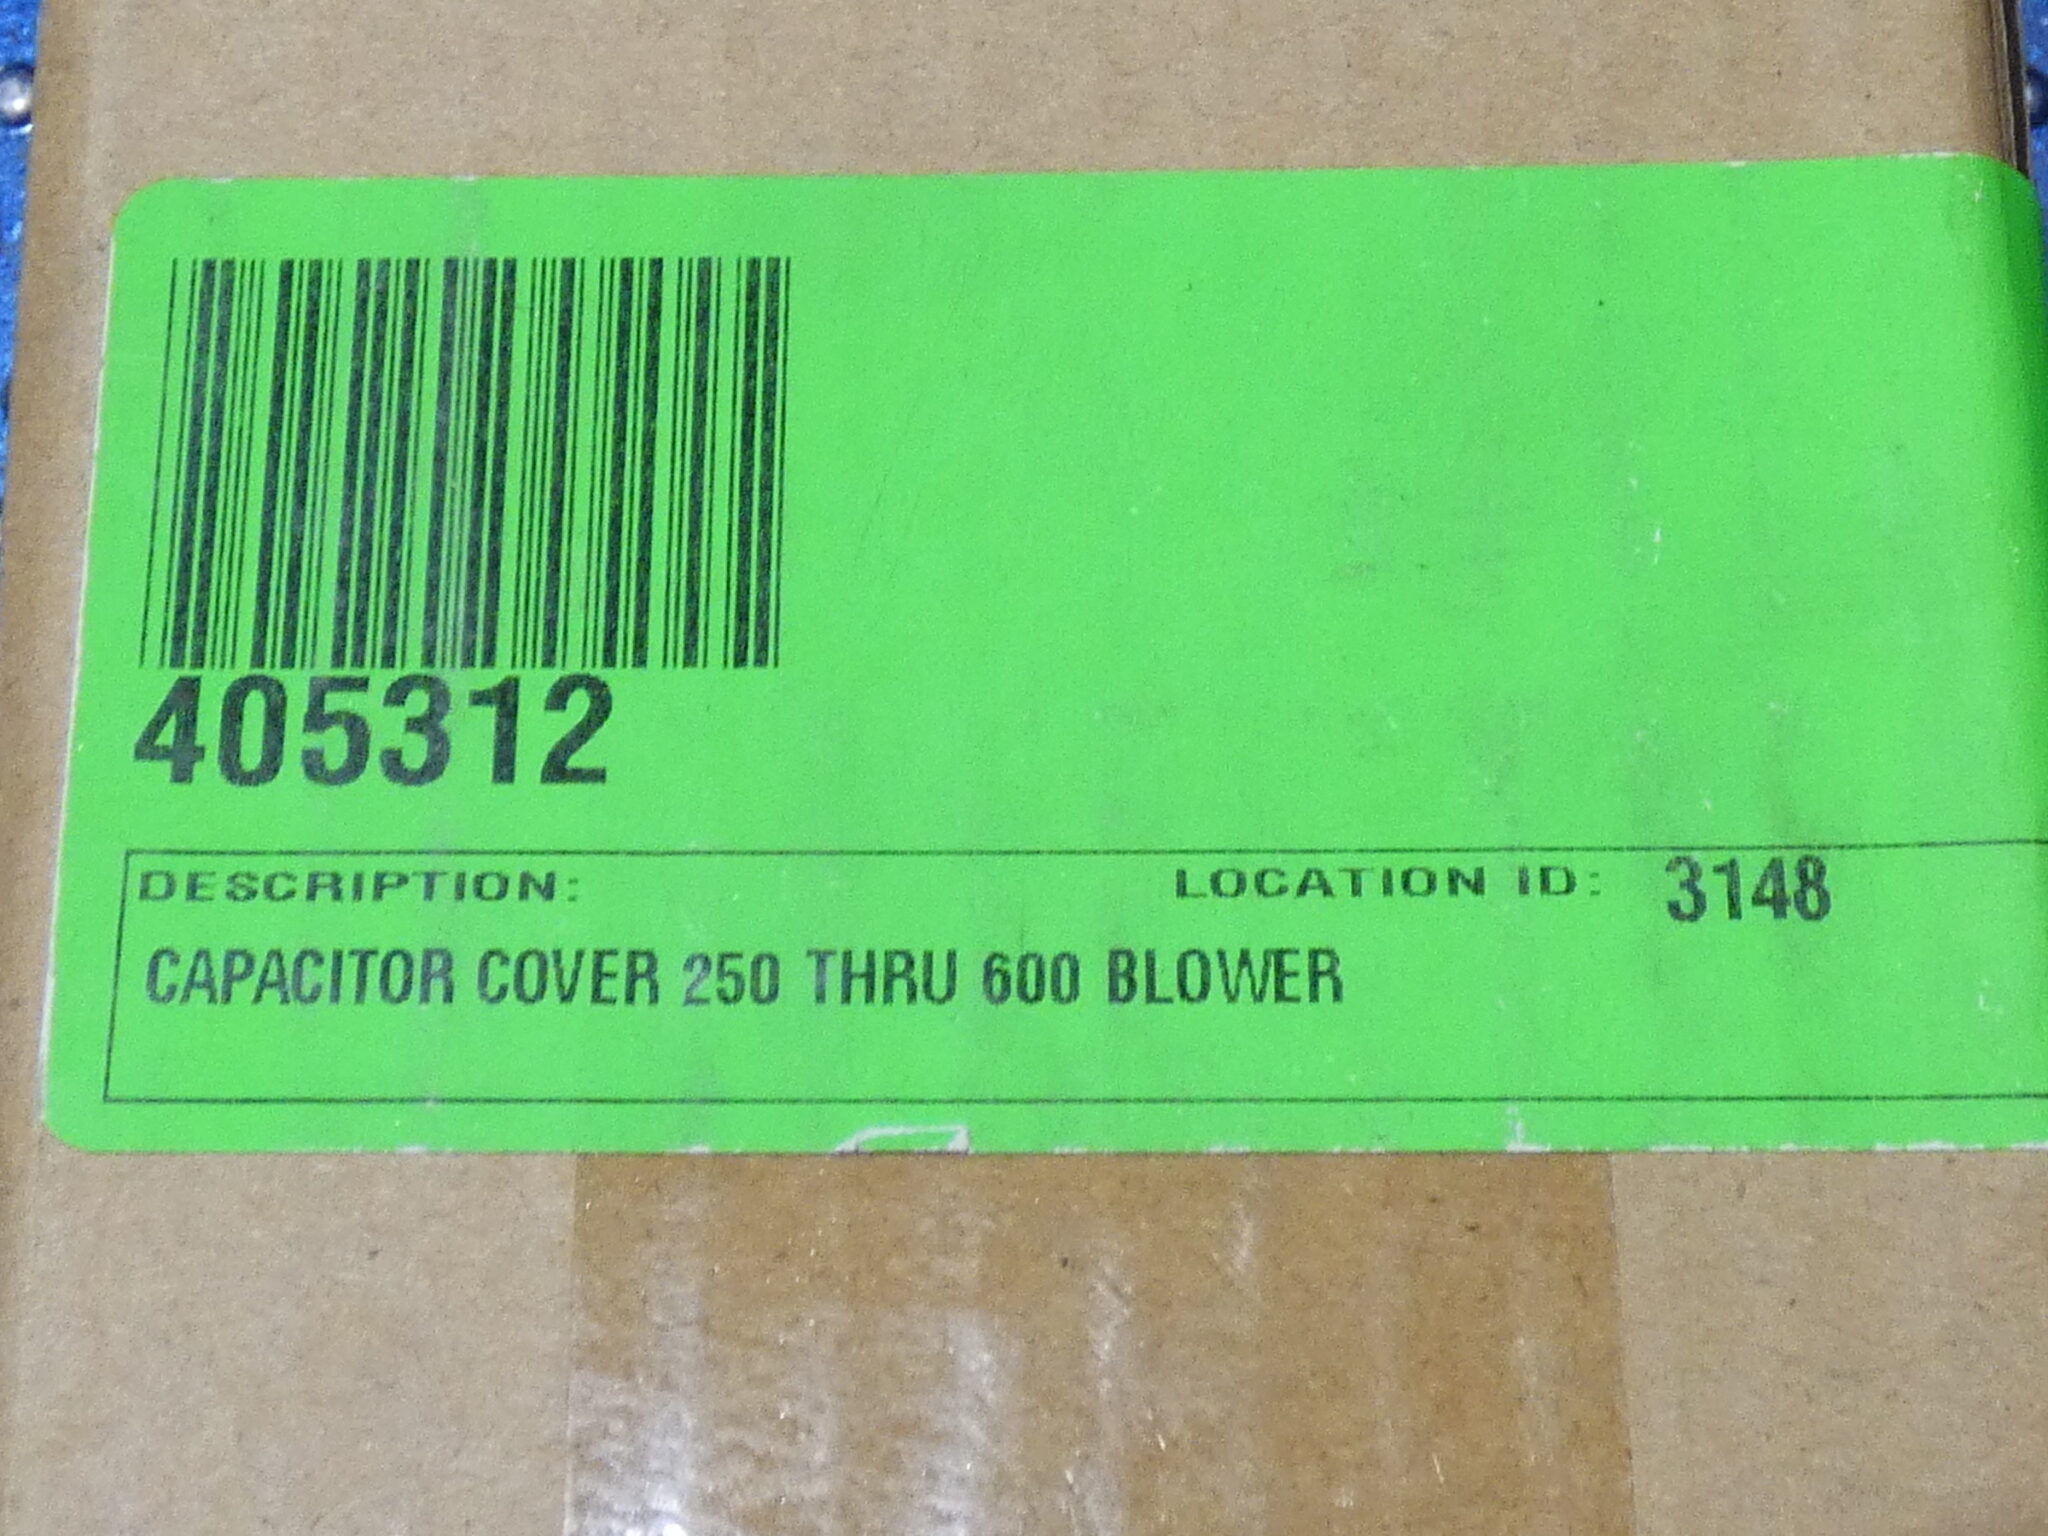 405312
DESCRIPTION: LOCATION ID: 3148
CAPACITOR COVER 250 THRU 600 BLOWER